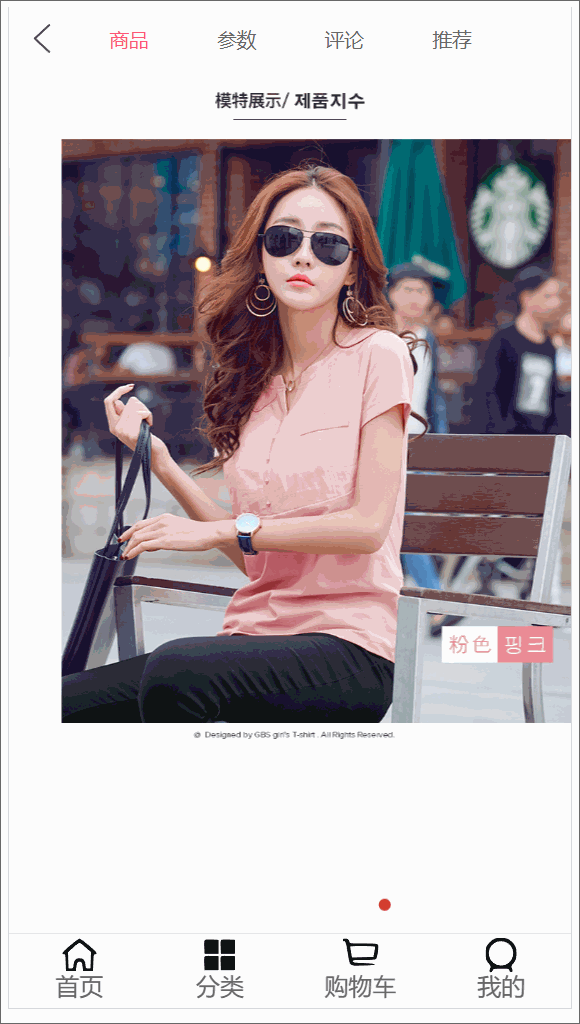 商品 参数 评论 推荐
模特展示/ 제품지수
粉色 핑크
@ Designed by GBS girl's T-shirt . All Rights Reserved.
首页 分类 购物车 我的